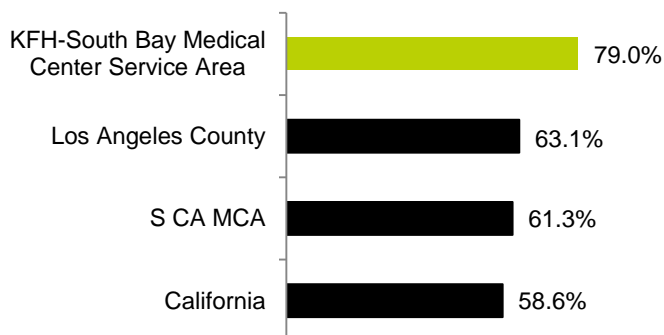 KFH-South Bay Medical
Center Service Area
79.0%
Los Angeles County
63.1%
S CA MCA
61.3%
California
58.6%